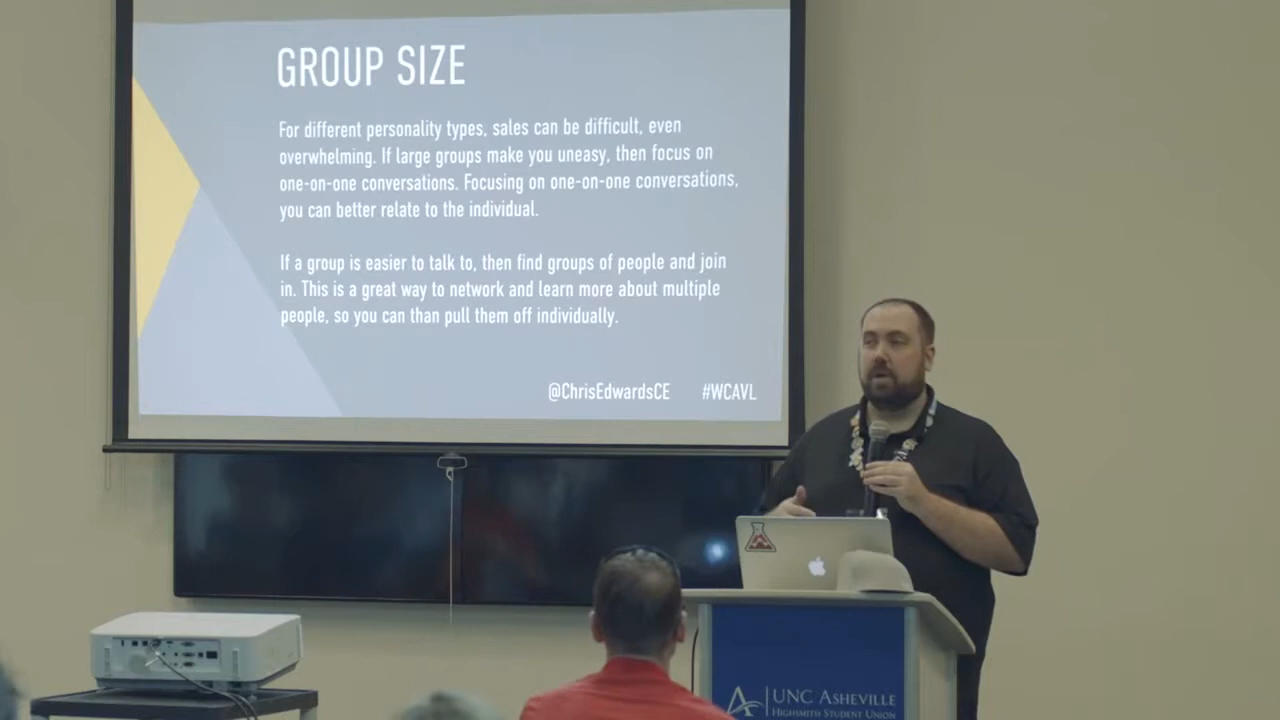 GROUP SIZE
For different personality types, sales can be difficult, even
overwhelming. If large groups make you uneasy, then focus on
one-on-one conversations. Focusing on one-on-one conversations,
you can better relate to the individual.
If a group is easier to talk to, then find groups of people and join
in. This is a great way to network and learn more about multiple
people, so you can than pull them off individually.
@ChrisEdwardsCE #WCAVL
UNC ASHEVILLE
HIGHSMITH STUDENT UNION